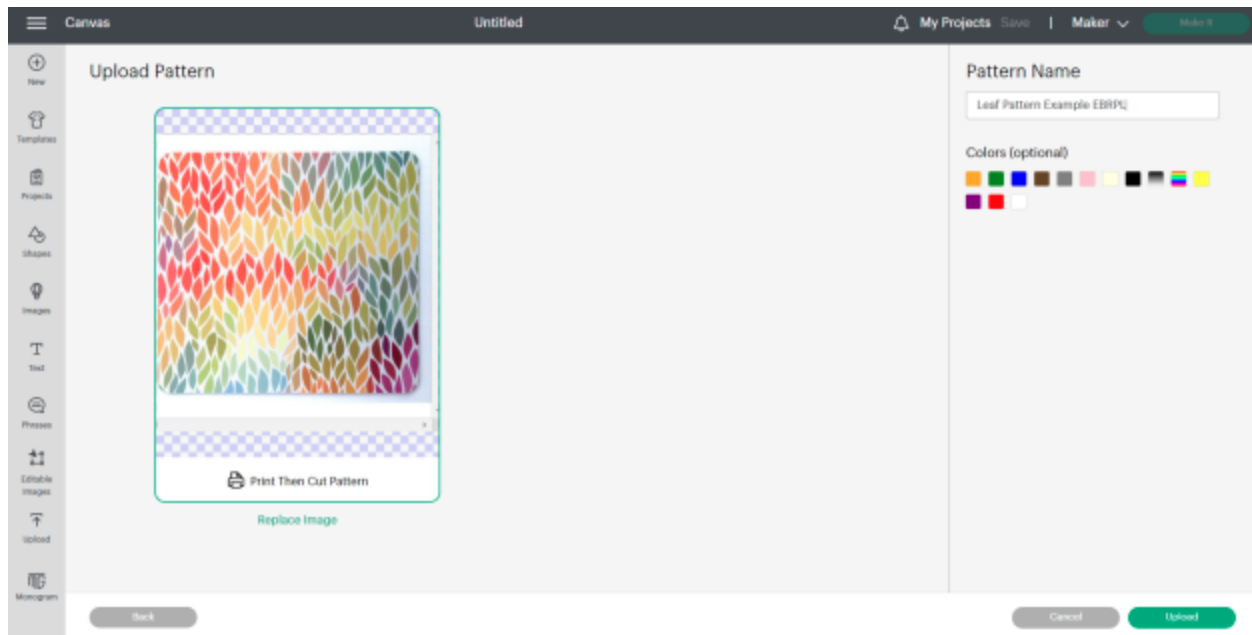 Canvas
Untitled
My Projects Save | Maker Make It
New
Templates
Projects
Shapes
Images
Text
Phrases
Editable
Images
Upload
Monogram
Upload Pattern
Print Then Cut Pattern
Replace Image
Pattern Name
Leaf Pattern Example EBRPL
Colors (optional)
Back
Cancel
Upload